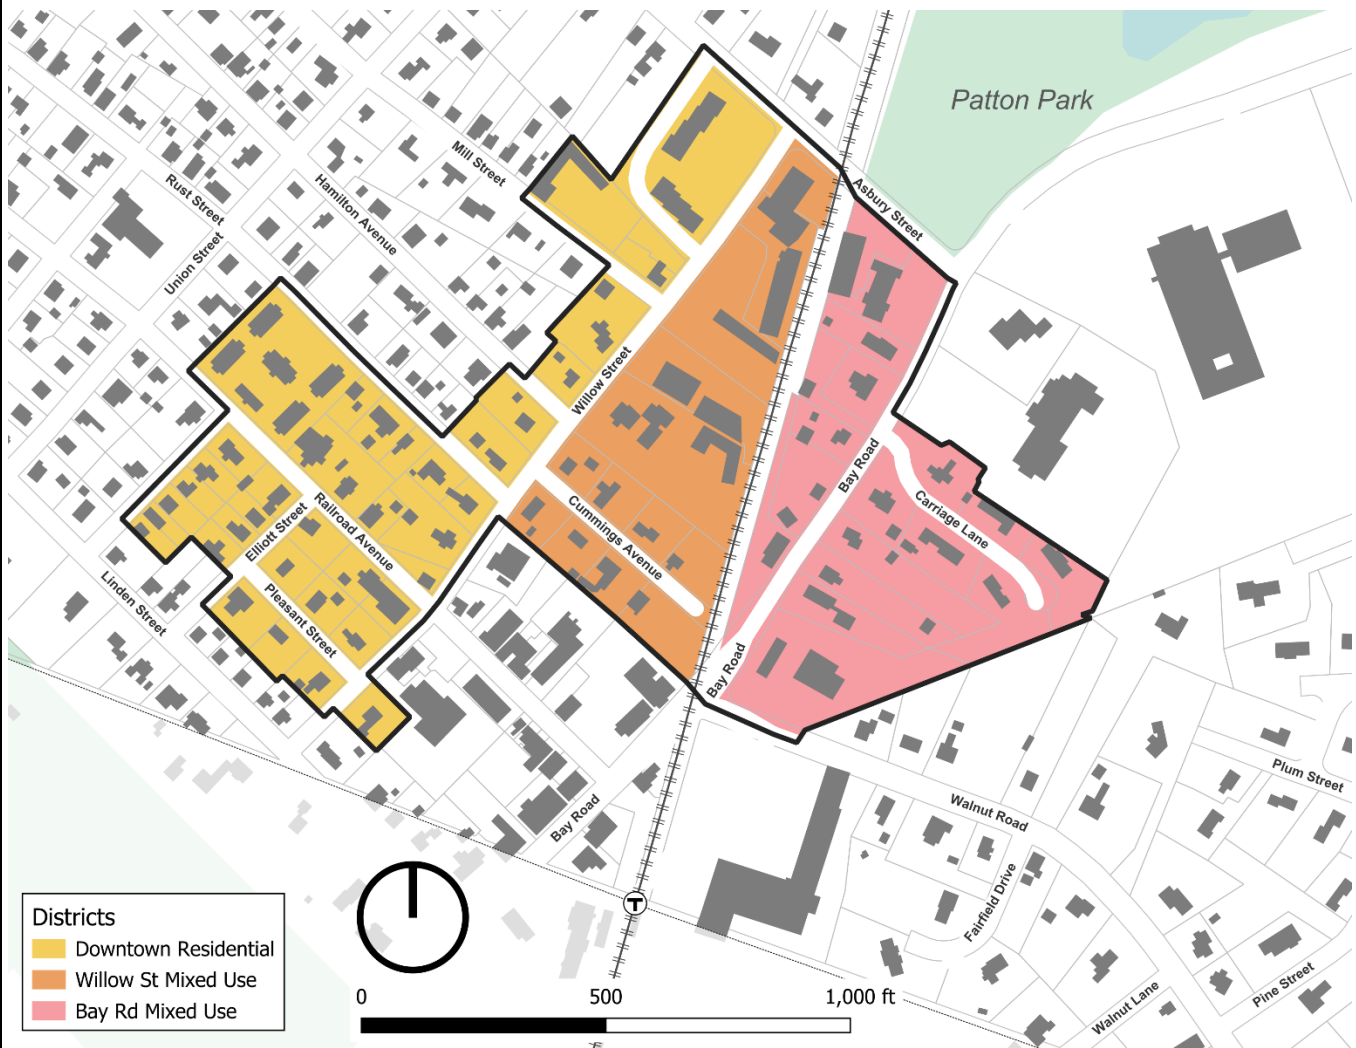 Patton Park
Mill Street
Asbury Street
Rust Street
Hamilton Avenue
Union Street
Willow Street
Bay Road
Carriage Lane
Cummings Avenue
Railroad Avenue
Elliott Street
Pleasant Street
Linden Street
Bay Road
Plum Street
Walnut Road
Bay Road
Fairfield Drive
T
Pine Street
Walnut Lane
Districts
Downtown Residential
Willow St Mixed Use
Bay Rd Mixed Use
0 500 1,000 ft